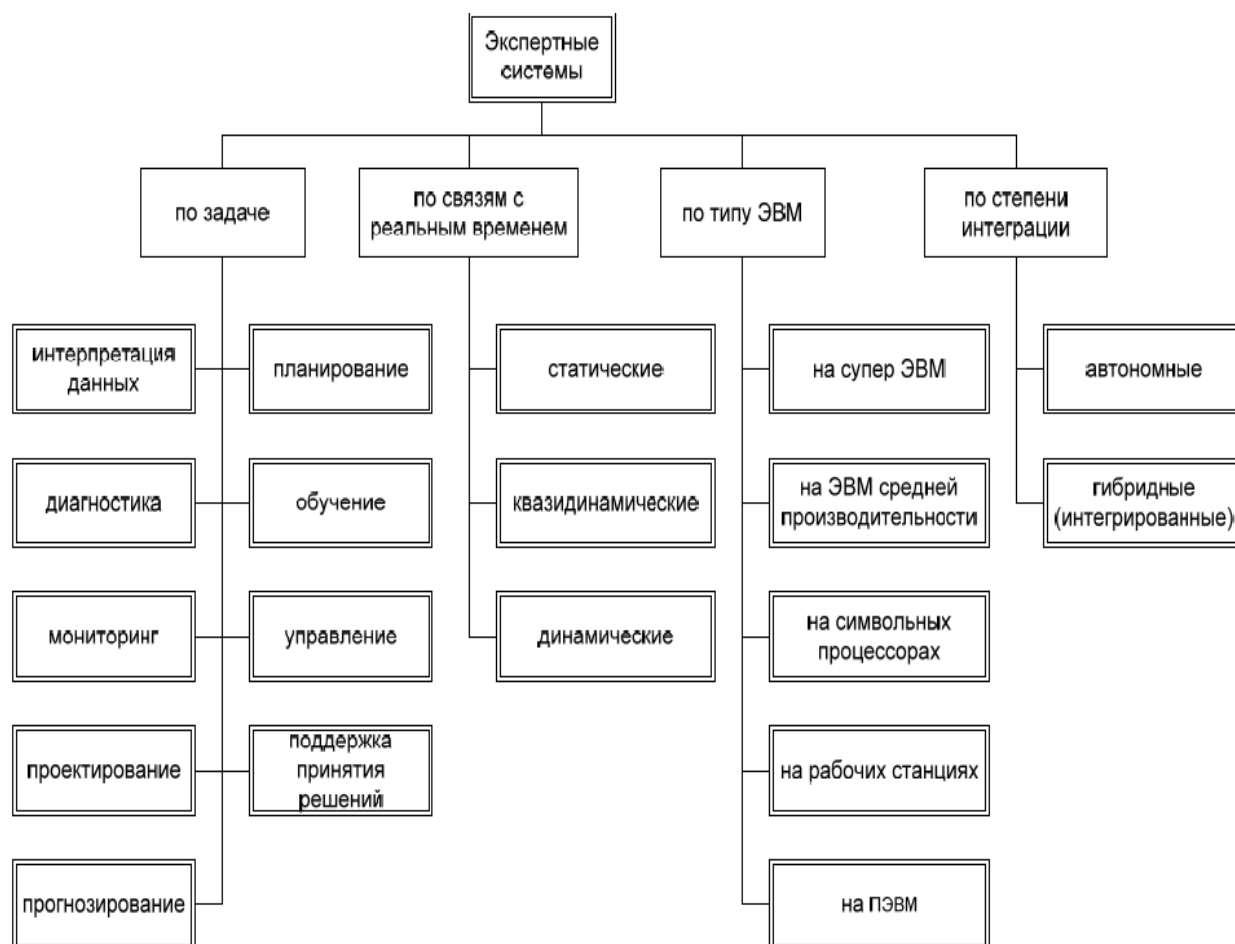 Экспертные
системы
по задаче
по связям с
реальным временем
по типу ЭВМ
по степени
интеграции
интерпретация
данных
планирование
статические
на супер ЭВМ
автономные
диагностика
обучение
квазидинамические
на ЭВМ средней
производительности
гибридные
(интегрированные)
мониторинг
управление
динамические
на символьных
процессорах
проектирование
поддержка
принятия
решений
на рабочих станциях
прогнозирование
на ПЭВМ